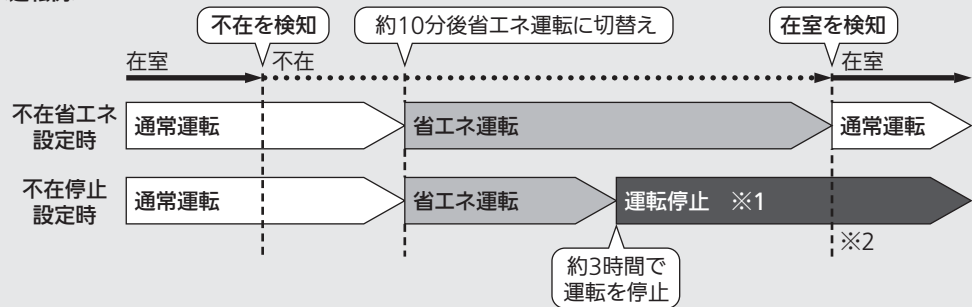 不在を検知
約10分後省エネ運転に切替え
在室を検知
在室
不在
在室
不在省エネ
設定時
通常運転
省エネ運転
通常運転
不在停止
設定時
通常運転
省エネ運転
運転停止 ※1
※2
約3時間で
運転を停止